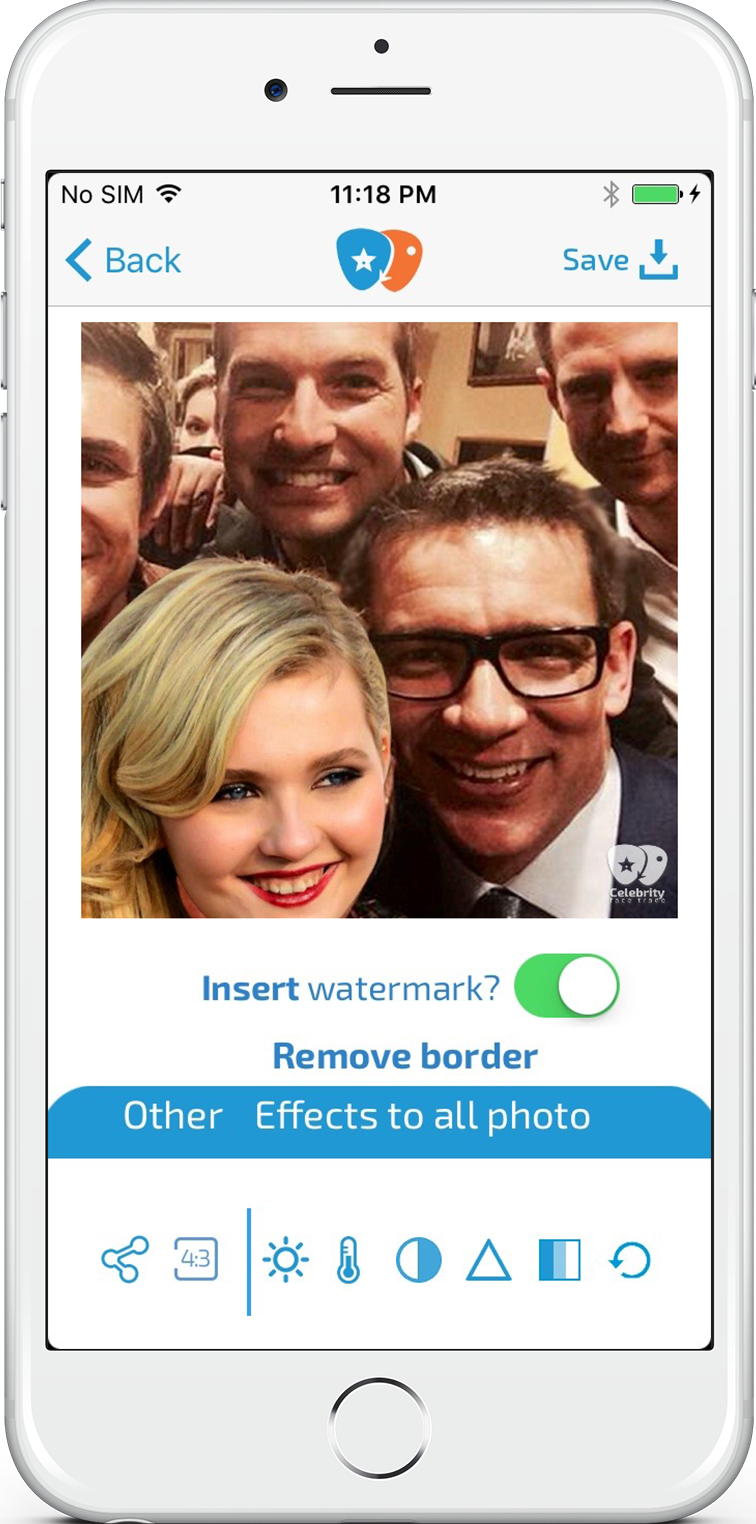 No SIM 11:18 PM
Back Save
Celebrity
face trade
Insert watermark?
Remove border
Other Effects to all photo
4:3